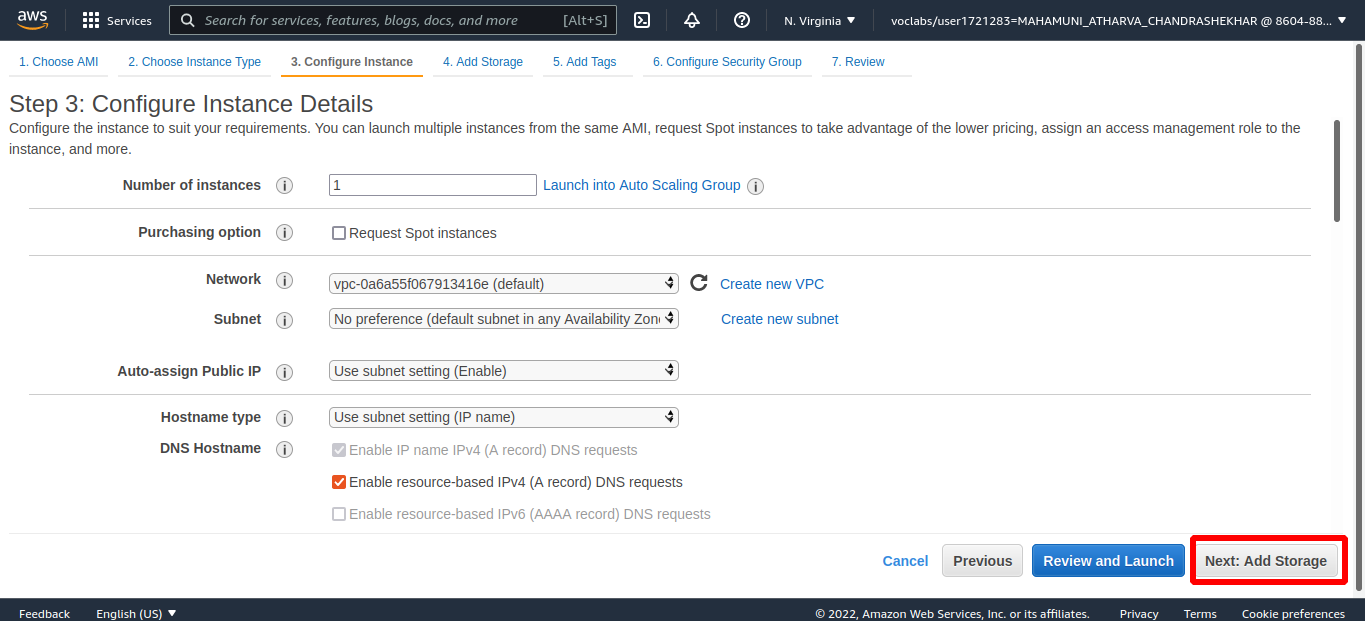 aws
Services
Search for services, features, blogs, docs, and more [Alt+S]
N. Virginia
voclabs/user1721283=MAHAMUNI_ATHARVA_CHANDRASHEKHAR @ 8604-88...
1. Choose AMI 2. Choose Instance Type 3. Configure Instance 4. Add Storage 5. Add Tags 6. Configure Security Group 7. Review
Step 3: Configure Instance Details
Configure the instance to suit your requirements. You can launch multiple instances from the same AMI, request Spot instances to take advantage of the lower pricing, assign an access management role to the
instance, and more.
Number of instances i 1 Launch into Auto Scaling Group i
Purchasing option i Request Spot instances
Network i vpc-0a6a55f067913416e (default) Create new VPC
Subnet i No preference (default subnet in any Availability Zon Create new subnet
Auto-assign Public IP i Use subnet setting (Enable)
Hostname type i Use subnet setting (IP name)
DNS Hostname i Enable IP name IPv4 (A record) DNS requests
Enable resource-based IPv4 (A record) DNS requests
Enable resource-based IPv6 (AAAA record) DNS requests
Cancel Previous Review and Launch Next: Add Storage
Feedback English (US) © 2022, Amazon Web Services, Inc. or its affiliates. Privacy Terms Cookie preferences